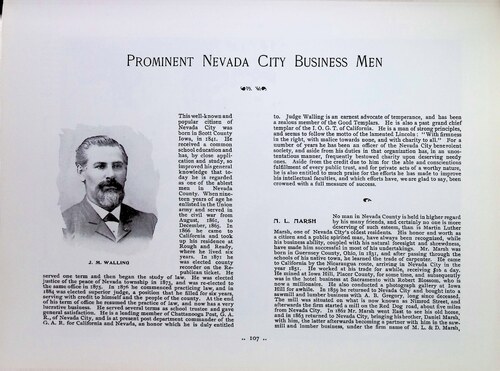 PROMINENT NEVADA CITY BUSINESS MEN
This well-known and
popular citizen of
Nevada City was
born in Scott County
Iowa, in 1841. He
received a common
school education and
has, by close appli-
cation and study, so
improved his general
knowledge that to-
day he is regarded
as one of the ablest
men in Nevada
County. When nine-
teen years of age he
enlisted in the Union
army and served in
the civil war from
August, 1861, to
December, 1865. In
1866 he came to
California and took
up his residence at
Rough and Ready,
where he lived for
six years. In 1871 he
was elected county
recorder on the Re-
publican ticket. He
J. M. WALLING
served one term and then began the study of law. He was elected
justice of the peace of Nevada township in 1873, and was re-elected to
the same office in 1875. In 1876 he commenced practicing law, and in
1884 was elected superior judge, a position that he filled for six years,
serving with credit to himself and the people of the county. At the end
of his term of office he resumed the practice of law, and now has a very
lucrative business. He served several terms as school trustee and gave
general satisfaction. He is a leading member of Chattanooga Post, G. A.
R., of Nevada City, and is at present past department commander of the
G. A. R. for California and Nevada, an honor which he is duly entitled
to. Judge Walling is an earnest advocate of temperance, and has been
a zealous member of the Good Templars. He is also a past grand chief
templar of the I. O. G. T. of California. He is a man of strong principles,
and seems to follow the motto of the lamented Lincoln: "With firmness
in the right, with malice towards none, and with charity to all." For a
number of years he has been an officer of the Nevada City benevolent
society, and aside from his duties in that organization has, in an unos-
tentatious manner, frequently bestowed charity upon deserving needy
ones. Aside from the credit due to him for the able and conscientious
fulfillment of every public trust, and for private acts of a worthy nature,
he is also entitled to much praise for the efforts he has made to improve
his intellectual faculties, and which efforts have, we are glad to say, been
crowned with a full measure of success.
M. L. MARSH
No man in Nevada County is held in higher regard
by his many friends, and certainly no one is more
deserving of such esteem, than is Martin Luther
Marsh, one of Nevada City's oldest residents. His honor and worth as
a citizen and a public spirited man, have always been recognized, while
his business ability, coupled with his natural foresight and shrewdness,
have made him successful in most of his undertakings. Mr. Marsh was
born in Guernsey County, Ohio, in 1831, and after passing through the
schools of his native town, he learned the trade of carpenter. He came
to California by the Nicaragua route, arriving in Nevada City in the
year 1851. He worked at his trade for awhile, receiving $16 a day.
He mined at Iowa Hill, Placer County, for some time, and subsequently
was in the hotel business at Sacramento with Robert Blossom, who is
now a millionaire. He also conducted a photograph gallery at Iowa
Hill for awhile. In 1859 he returned to Nevada City and bought into a
sawmill and lumber business with A. B. Gregory, long since deceased.
The mill was situated on what is now known as Nimrod Street, and
afterwards the firm started a mill on the Red Dog road, about five miles
from Nevada City. In 1862 Mr. Marsh went East to see his old home,
and in 1863 returned to Nevada City, bringing his brother, Daniel Marsh,
with him, the latter afterwards becoming a partner with him in the saw-
mill and lumber business, under the firm name of M. L. & D. Marsh,
.. 107 ..